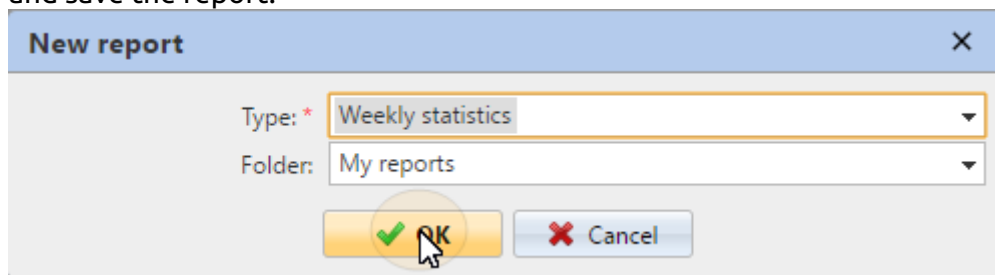 and save the report.
New report
Type: * Weekly statistics
Folder: My reports
OK Cancel